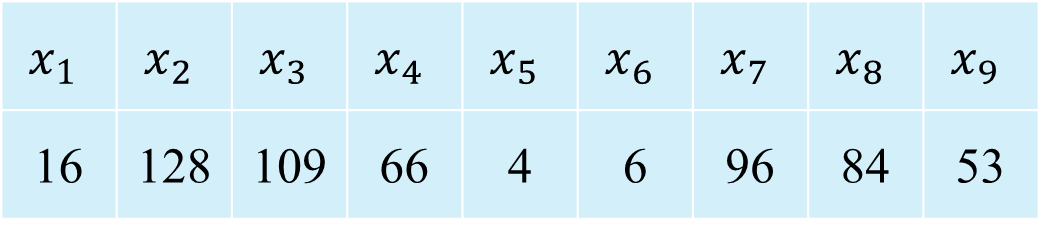 x₁ x₂ x₃ x₄ x₅ x₆ x₇ x₈ x₉
16 128 109 66 4 6 96 84 53